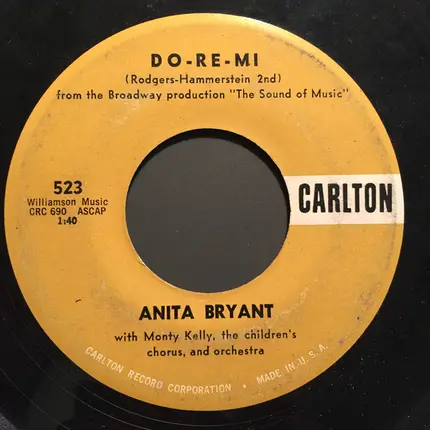 DO-RE-MI
(Rodgers-Hammerstein 2nd)
from the Broadway production "The Sound of Music"
523
Williamson Music
CRC 690 ASCAP
1:40
CARLTON
ANITA BRYANT
with Monty Kelly, the children's
chorus, and orchestra
CARLTON RECORD CORPORATION • MADE IN U.S.A.